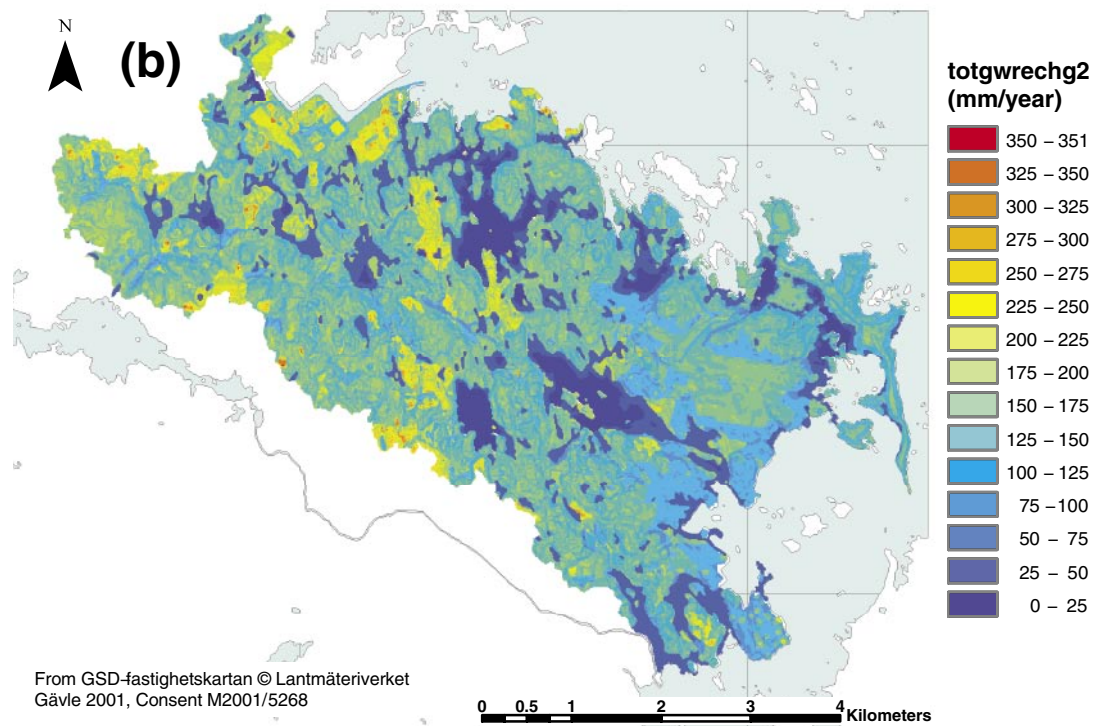 N
(b)
totgwrechg2
(mm/year)
350 – 351
325 – 350
300 – 325
275 – 300
250 – 275
225 – 250
200 – 225
175 – 200
150 – 175
125 – 150
100 – 125
75 – 100
50 – 75
25 – 50
0 – 25
From GSD-fastighetskartan © Lantmäteriverket
Gävle 2001, Consent M2001/5268
0 0.5 1 2 3 4
Kilometers